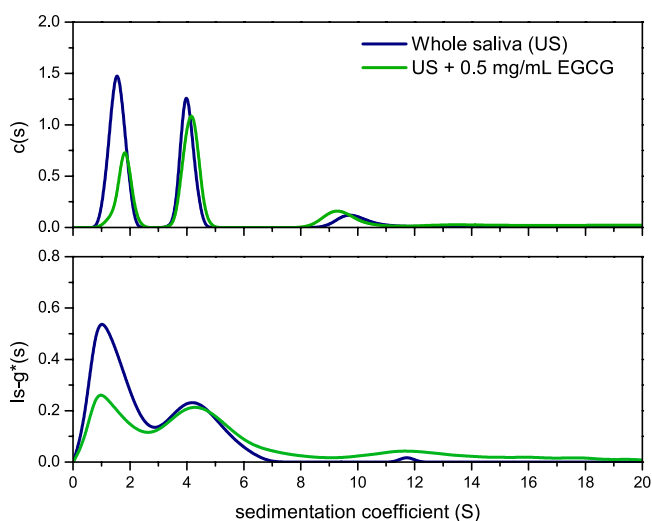 2.0
1.5
1.0
0.5
0.0
c(s)
Whole saliva (US)
US + 0.5 mg/mL EGCG
0.8
0.6
0.4
0.2
0.0
ls-g*(s)
0 2 4 6 8 10 12 14 16 18 20
sedimentation coefficient (S)